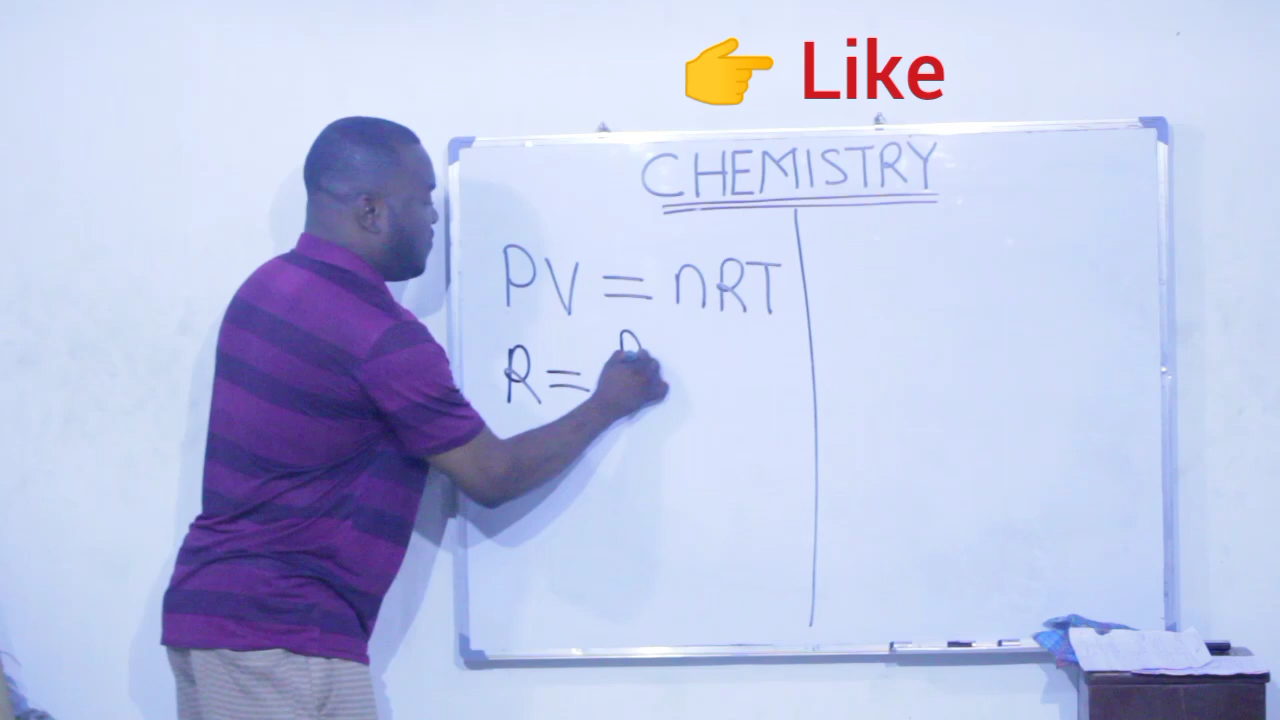 👉 Like
CHEMISTRY
PV = nRT
R = P